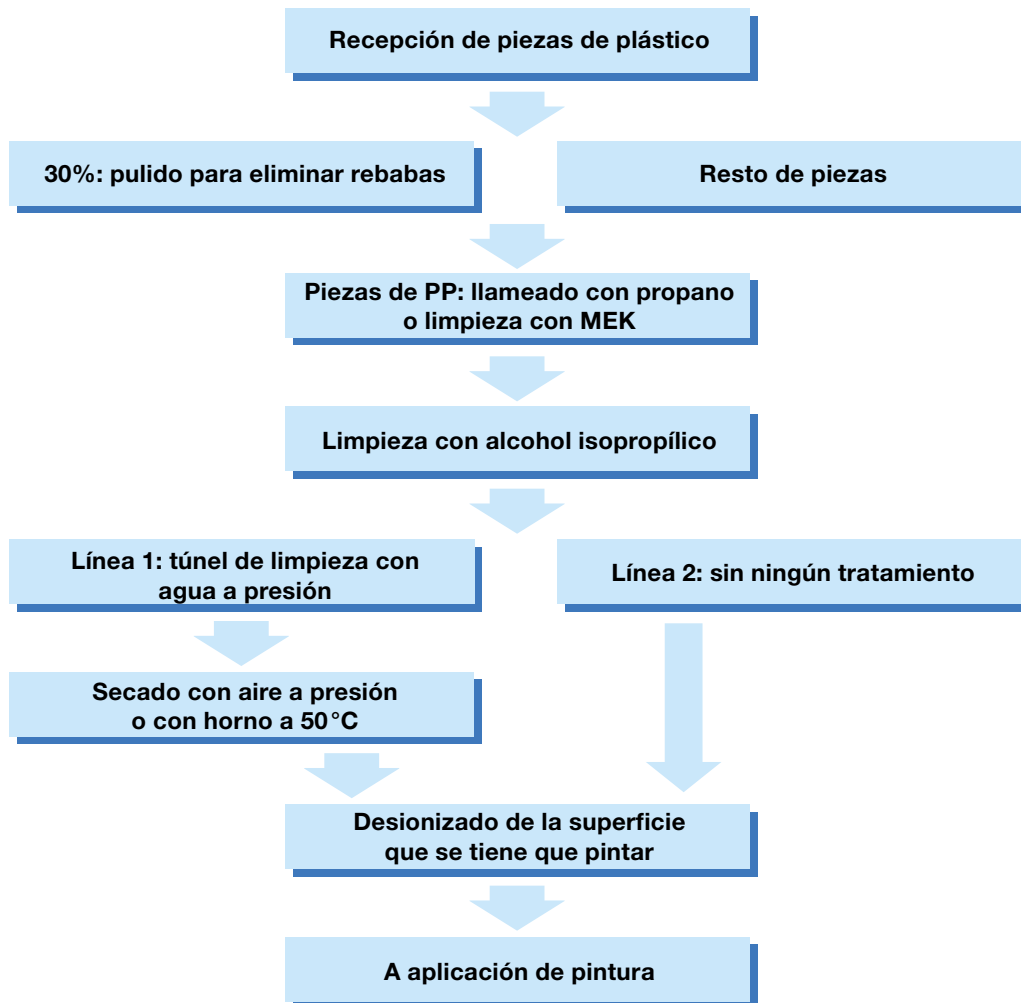 Recepción de piezas de plástico
30%: pulido para eliminar rebabas
Resto de piezas
Piezas de PP: llameado con propano
o limpieza con MEK
Limpieza con alcohol isopropílico
Línea 1: túnel de limpieza con
agua a presión
Línea 2: sin ningún tratamiento
Secado con aire a presión
o con horno a 50°C
Desionizado de la superficie
que se tiene que pintar
A aplicación de pintura